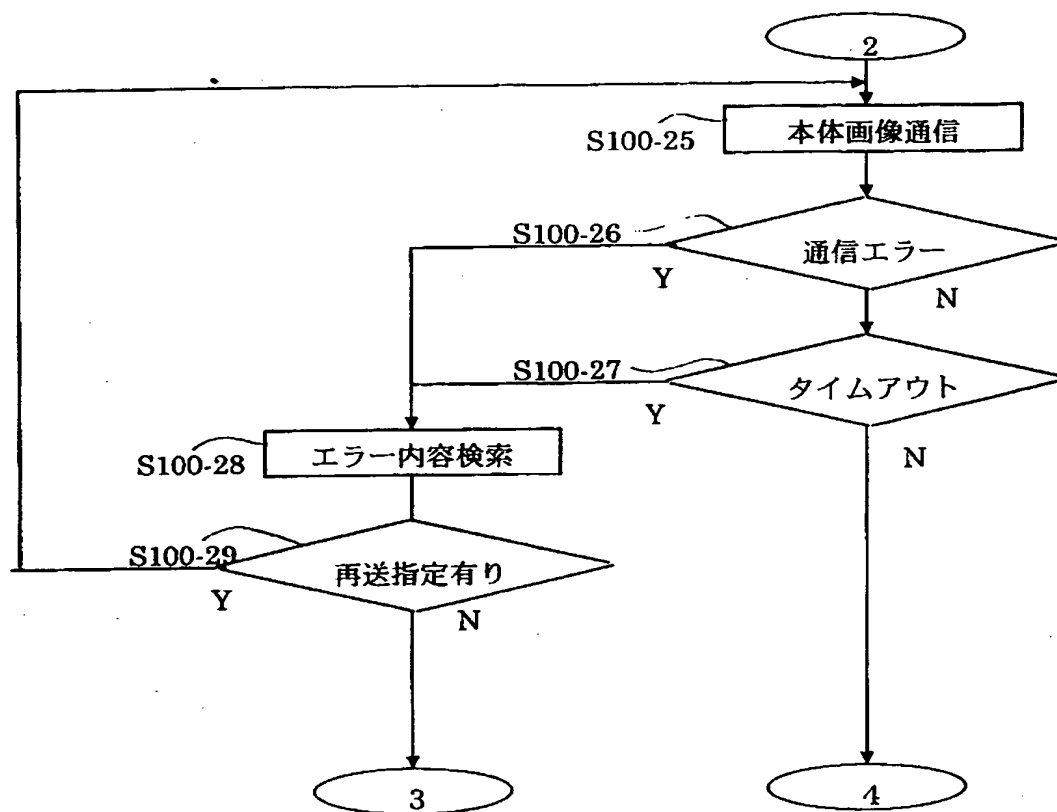 2
S100-25
本体画像通信
S100-26
通信エラー
Y
N
S100-27
タイムアウト
Y
N
S100-28
エラー内容検索
S100-29
再送指定有り
Y
N
3
4